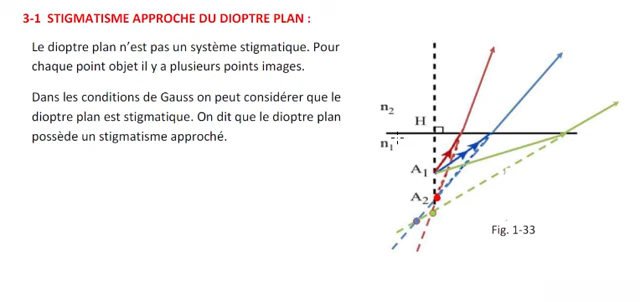 3-1 STIGMATISME APPROCHE DU DIOPTRE PLAN :
Le dioptre plan n’est pas un système stigmatique. Pour
chaque point objet il y a plusieurs points images.
Dans les conditions de Gauss on peut considérer que le
dioptre plan est stigmatique. On dit que le dioptre plan
possède un stigmatisme approché.
n₂
H
n₁
A₁
A₂
Fig. 1-33